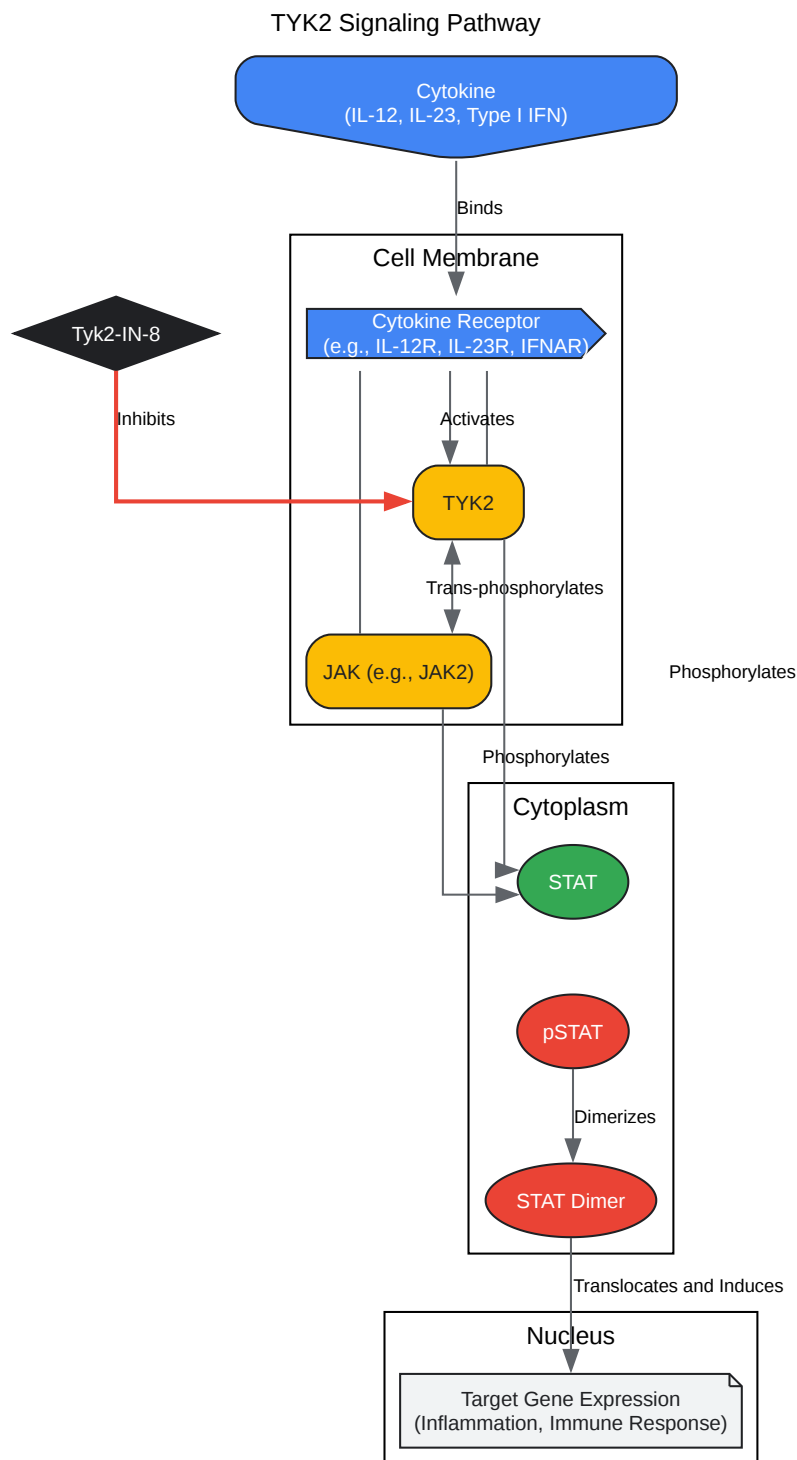 TYK2 Signaling Pathway
Cytokine
(IL-12, IL-23, Type I IFN)
Binds
Cell Membrane
Cytokine Receptor
(e.g., IL-12R, IL-23R, IFNAR)
Tyk2-IN-8
Inhibits
Activates
TYK2
Trans-phosphorylates
JAK (e.g., JAK2)
Phosphorylates
Phosphorylates
Cytoplasm
STAT
pSTAT
Dimerizes
STAT Dimer
Translocates and Induces
Nucleus
Target Gene Expression
(Inflammation, Immune Response)